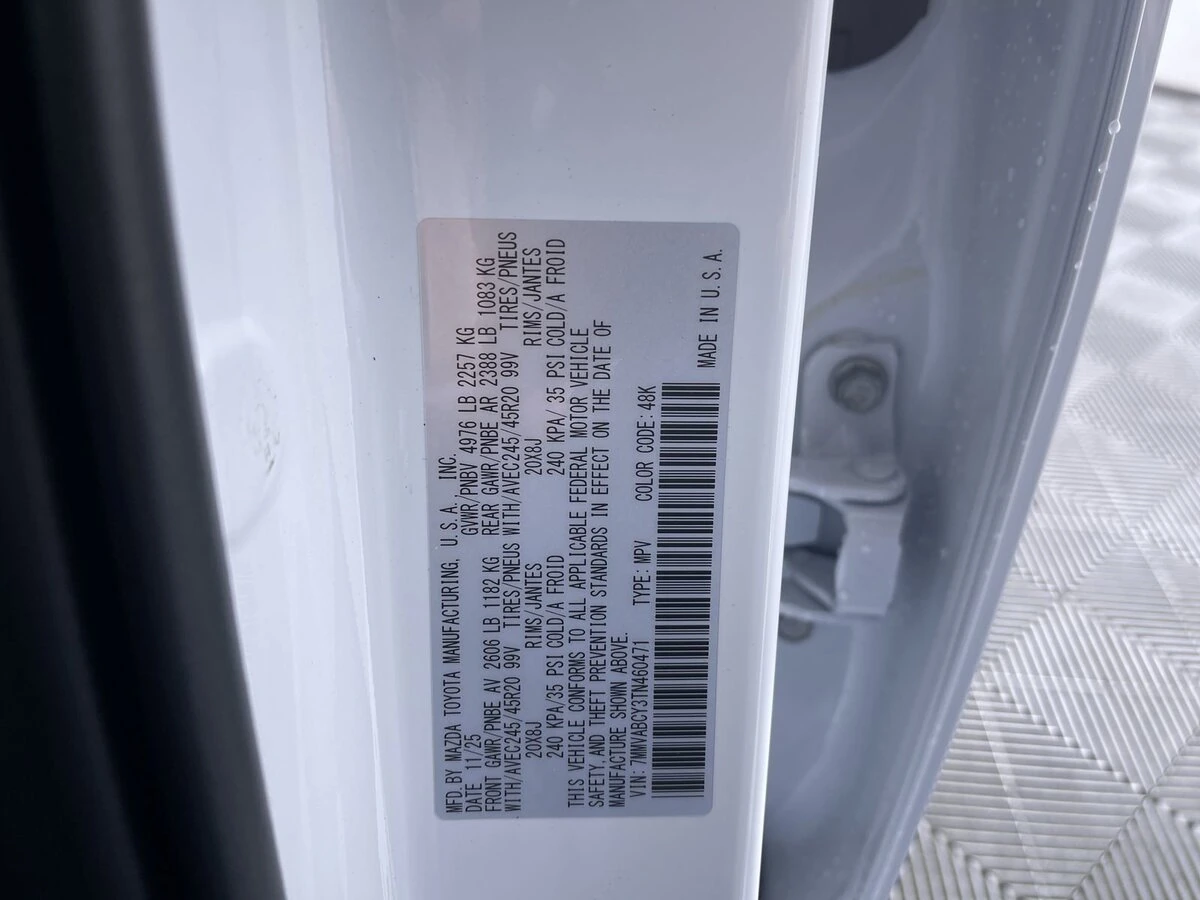 MFD. BY MAZDA TOYOTA MANUFACTURING, U.S.A. INC.
DATE 11/25 GVWR/PNBV 4976 LB 2257 KG
FRONT GAWR/PNBE AV 2606 LB 1182 KG REAR GAWR/PNBE AR 2388 LB 1083 KG
WITH/AVEC245/45R20 99V TIRES/PNEUS WITH/AVEC245/45R20 99V TIRES/PNEUS
20X8J RIMS/JANTES 20X8J RIMS/JANTES
240 KPA/35 PSI COLD/A FROID 240 KPA/ 35 PSI COLD/A FROID
THIS VEHICLE CONFORMS TO ALL APPLICABLE FEDERAL MOTOR VEHICLE
SAFETY, AND THEFT PREVENTION STANDARDS IN EFFECT ON THE DATE OF
MANUFACTURE SHOWN ABOVE.
VIN: 7MMVABCY3TN460471 TYPE: MPV COLOR CODE: 48K
MADE IN U.S.A.